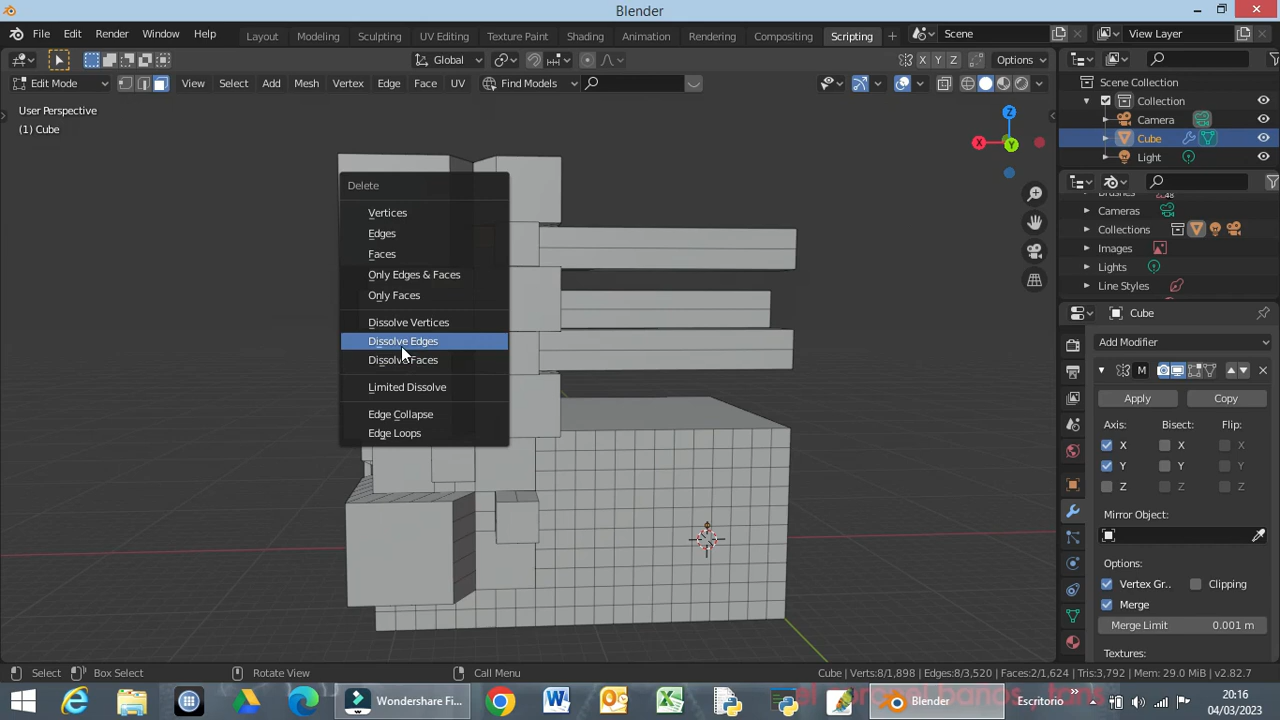 Blender
File Edit Render Window Help Layout Modeling Sculpting UV Editing Texture Paint Shading Animation Rendering Compositing Scripting + Scene View Layer
Global X Y Z Options
Edit Mode View Select Add Mesh Vertex Edge Face UV Find Models
User Perspective
(1) Cube
Z
X
Y
Delete
Vertices
Edges
Faces
Only Edges & Faces
Only Faces
Dissolve Vertices
Dissolve Edges
Dissolve Faces
Limited Dissolve
Edge Collapse
Edge Loops
Scene Collection
Collection
Camera
Cube
Light
Cameras
Collections
Images
Lights
Line Styles
Cube
Add Modifier
M
Apply Copy
Axis: Bisect: Flip:
X X X
Y Y Y
Z Z Z
Mirror Object:
Options:
Vertex Gr.. Clipping
Merge
Merge Limit 0.001 m
Textures:
Select Box Select Rotate View Call Menu Cube | Verts:8/1,898 | Edges:8/3,520 | Faces:2/1,624 | Tris:3,792 | Mem: 29.0 MiB | v2.82.7
Wondershare Fi... Blender Escritorio
20:16
04/03/2023